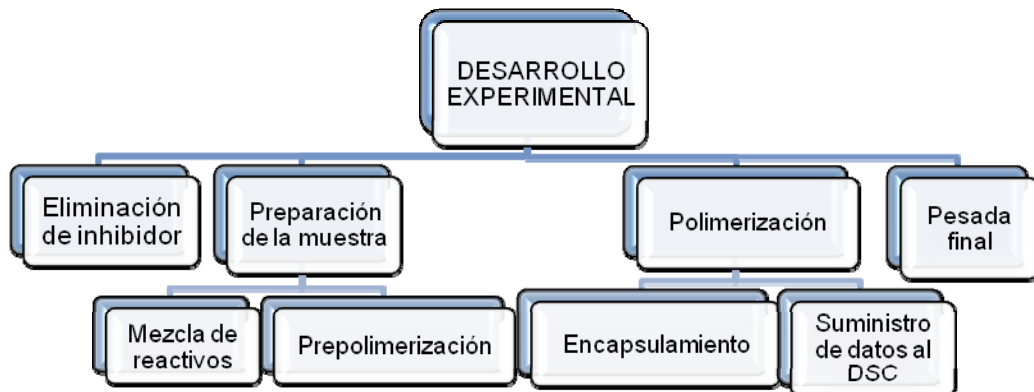 DESARROLLO
EXPERIMENTAL
Eliminación
de inhibidor
Preparación
de la muestra
Polimerización
Pesada
final
Mezcla de
reactivos
Prepolimerización
Encapsulamiento
Suministro
de datos al
DSC